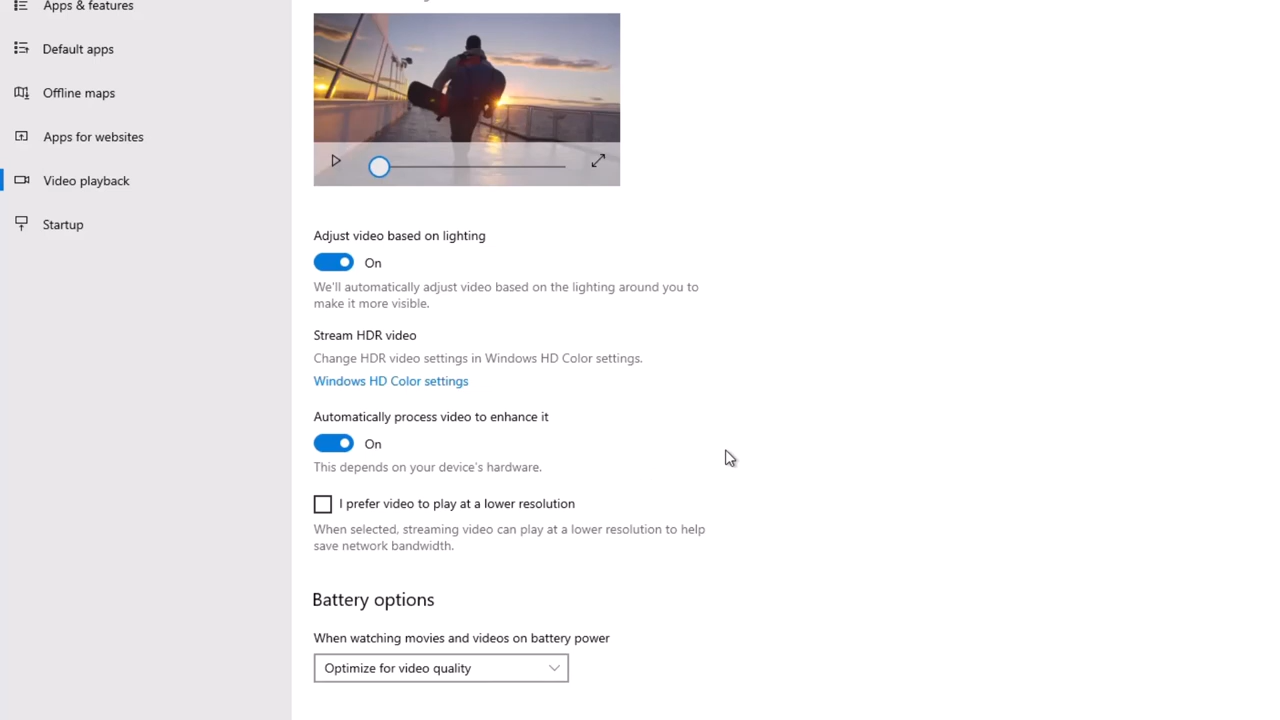 Apps & features
Default apps
Offline maps
Apps for websites
Video playback
Startup
Adjust video based on lighting
On
We'll automatically adjust video based on the lighting around you to
make it more visible.
Stream HDR video
Change HDR video settings in Windows HD Color settings.
Windows HD Color settings
Automatically process video to enhance it
On
This depends on your device's hardware.
I prefer video to play at a lower resolution
When selected, streaming video can play at a lower resolution to help
save network bandwidth.
Battery options
When watching movies and videos on battery power
Optimize for video quality